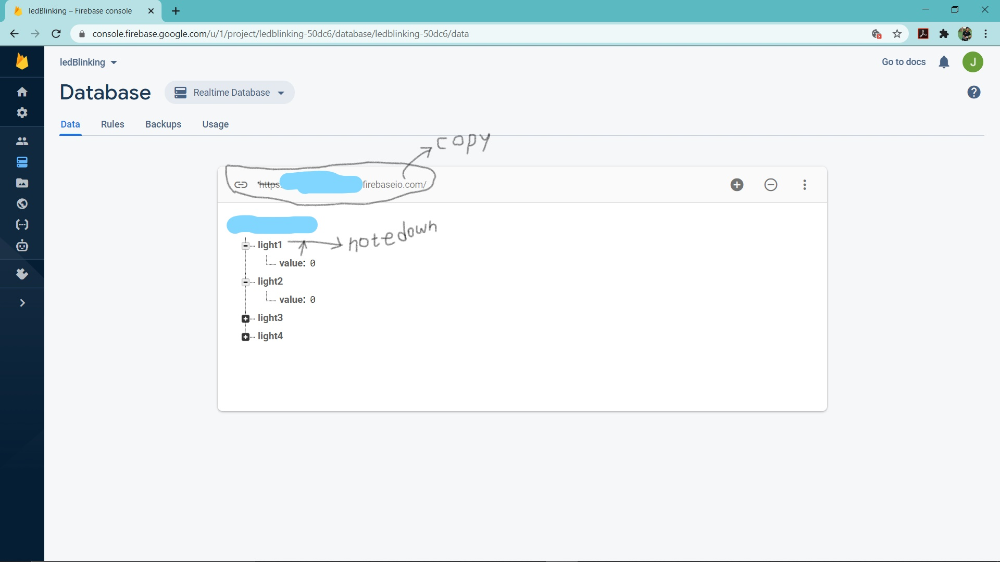 ledBlinking – Firebase console
console.firebase.google.com/u/1/project/ledblinking-50dc6/database/ledblinking-50dc6/data
ledBlinking
Go to docs
J
Database
Realtime Database
?
Data
Rules
Backups
Usage
copy
https:
firebaseio.com/
light1
notedown
value: 0
light2
value: 0
light3
light4